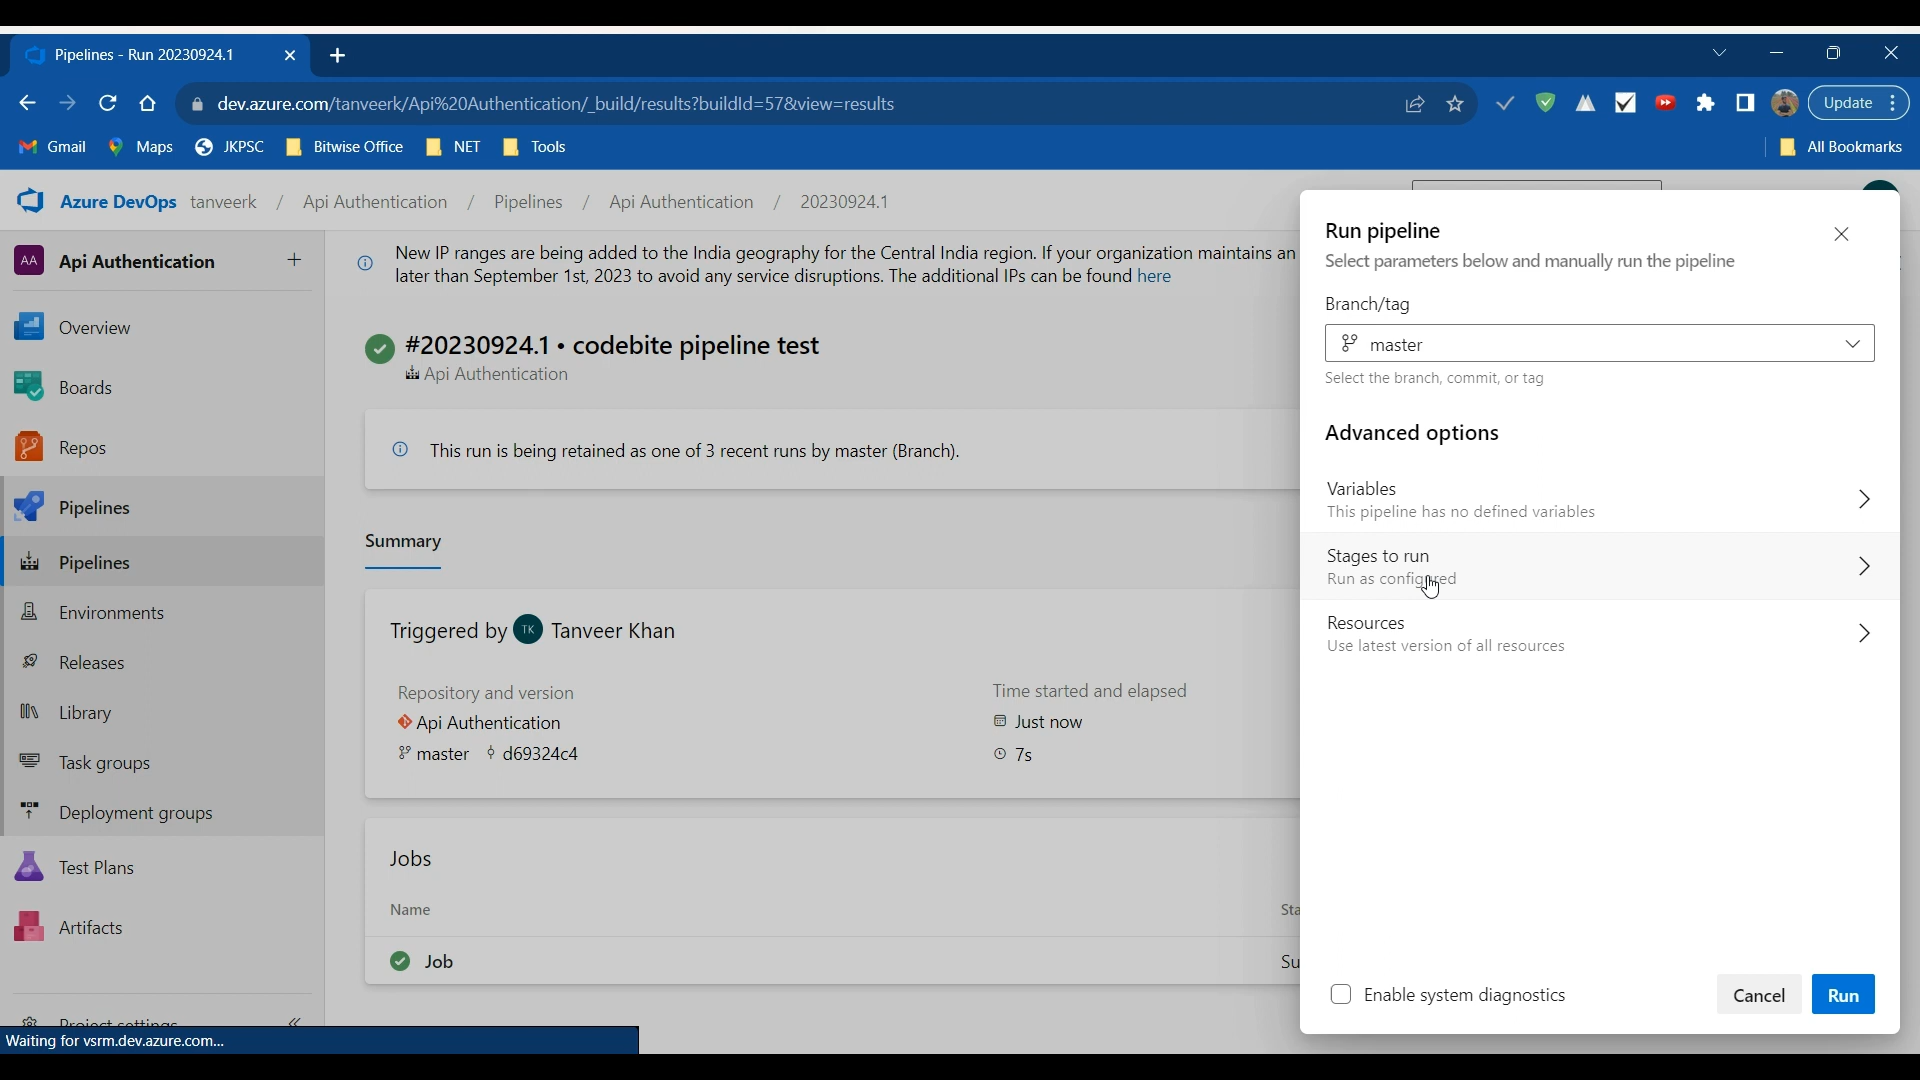 Pipelines - Run 20230924.1
dev.azure.com/tanveerk/Api%20Authentication/_build/results?buildId=57&view=results
Update
Gmail Maps JKPSC Bitwise Office NET Tools All Bookmarks
Azure DevOps tanveerk / Api Authentication / Pipelines / Api Authentication / 20230924.1
AA Api Authentication
Overview
Boards
Repos
Pipelines
Pipelines
Environments
Releases
Library
Task groups
Deployment groups
Test Plans
Artifacts
Project settings
Waiting for vsrm.dev.azure.com...
New IP ranges are being added to the India geography for the Central India region. If your organization maintains an
later than September 1st, 2023 to avoid any service disruptions. The additional IPs can be found here
#20230924.1 • codebite pipeline test
Api Authentication
This run is being retained as one of 3 recent runs by master (Branch).
Summary
Triggered by TK Tanveer Khan
Repository and version
Api Authentication
master d69324c4
Time started and elapsed
Just now
7s
Jobs
Name Sta
Job Su
Run pipeline
Select parameters below and manually run the pipeline
Branch/tag
master
Select the branch, commit, or tag
Advanced options
Variables
This pipeline has no defined variables
Stages to run
Run as configured
Resources
Use latest version of all resources
Enable system diagnostics
Cancel
Run